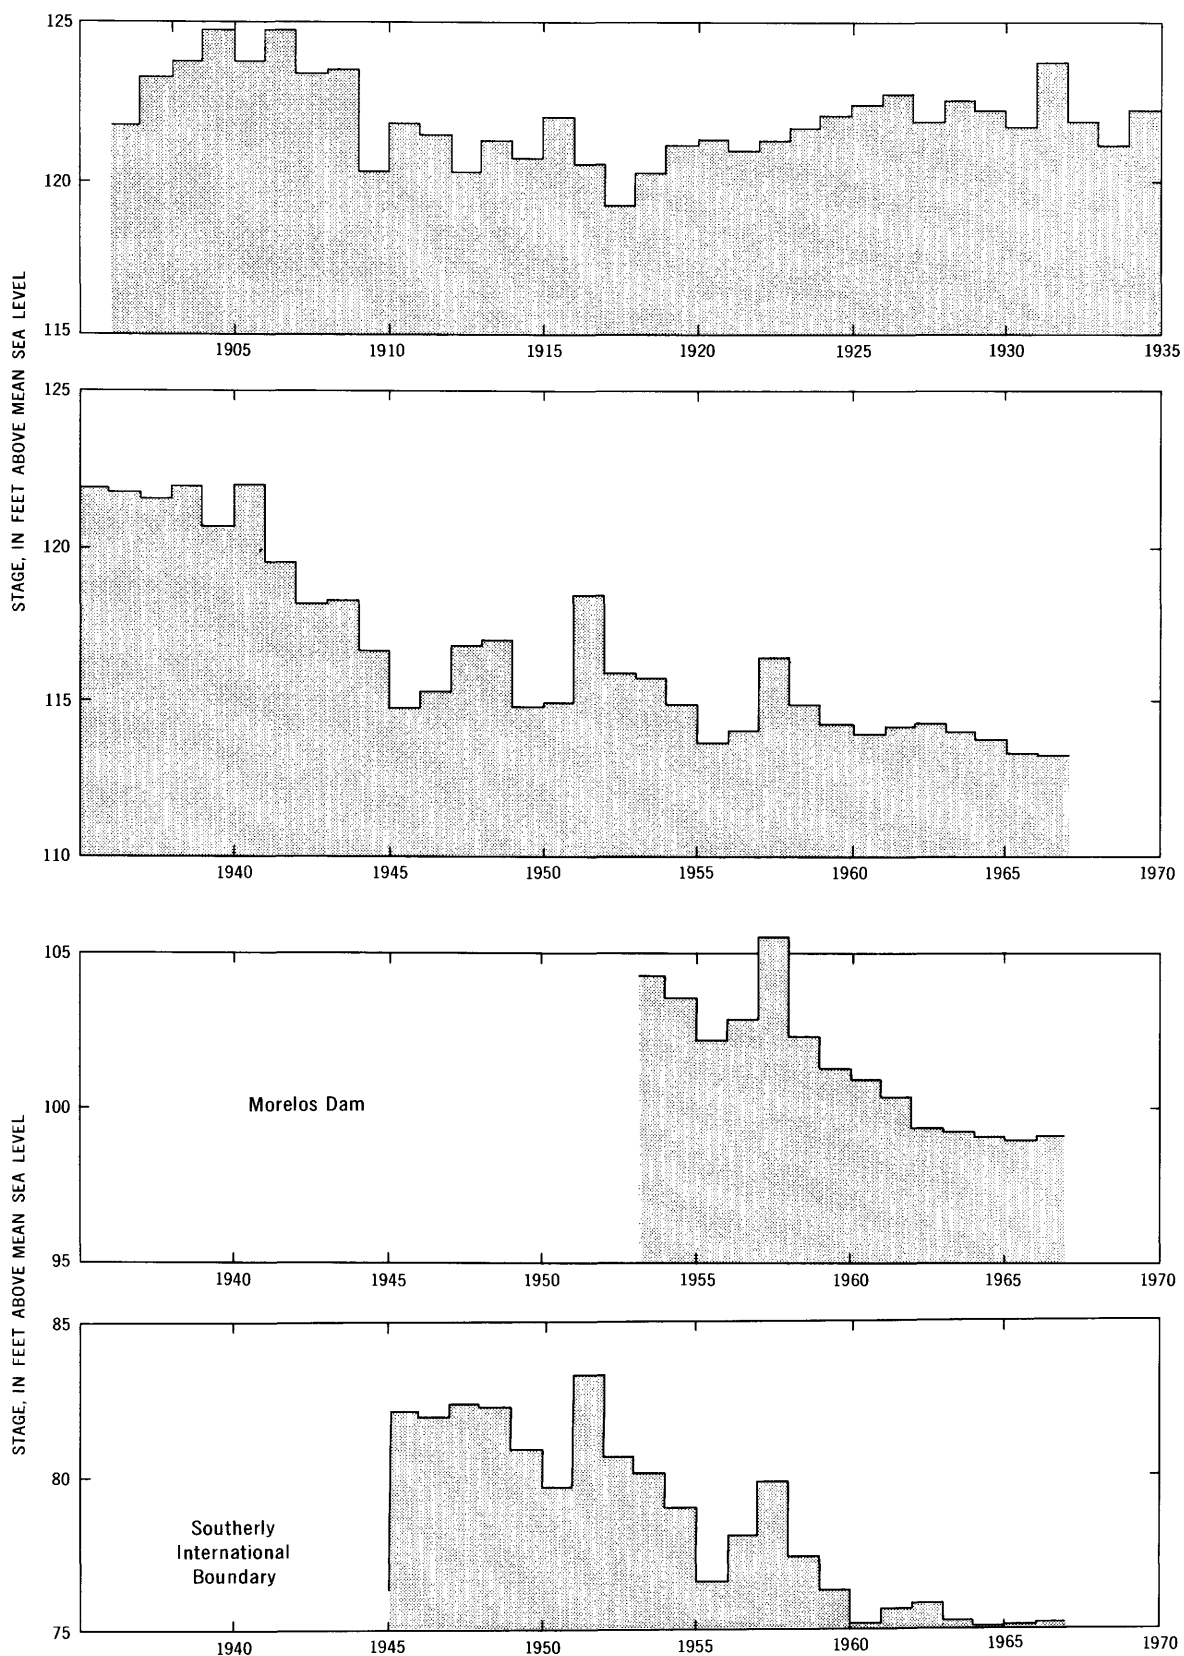 125
120
115
1905 1910 1915 1920 1925 1930 1935
STAGE, IN FEET ABOVE MEAN SEA LEVEL
125
120
115
110
1940 1945 1950 1955 1960 1965 1970
105
100
95
Morelos Dam
1940 1945 1950 1955 1960 1965 1970
STAGE, IN FEET ABOVE MEAN SEA LEVEL
85
80
75
Southerly
International
Boundary
1940 1945 1950 1955 1960 1965 1970